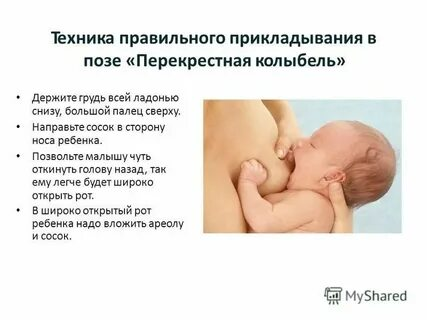 Техника правильного прикладывания в
позе «Перекрестная колыбель»
• Держите грудь всей ладонью
снизу, большой палец сверху.
• Направьте сосок в сторону
носа ребенка.
• Позвольте малышу чуть
откинуть голову назад, так
ему легче будет широко
открыть рот.
• В широко открытый рот
ребенка надо вложить ареолу
и сосок.
MyShared